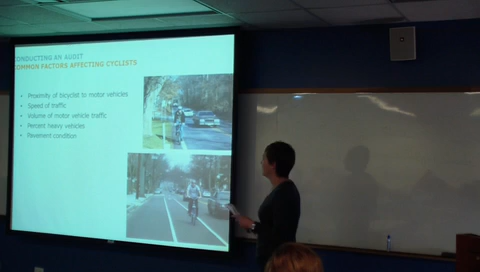 CONDUCTING AN AUDIT
COMMON FACTORS AFFECTING CYCLISTS
• Proximity of bicyclist to motor vehicles
• Speed of traffic
• Volume of motor vehicle traffic
• Percent heavy vehicles
• Pavement condition